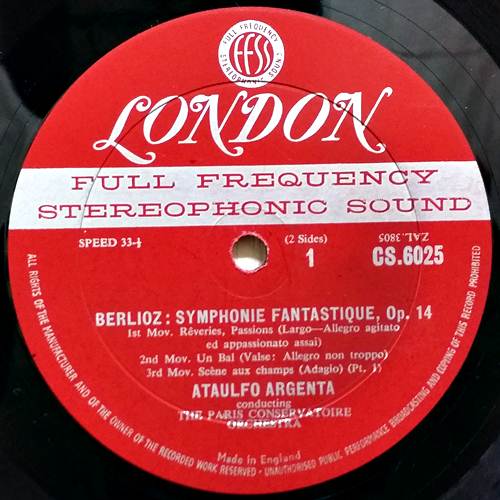 FULL FREQUENCY
FFSS
STEREOPHONIC SOUND
LONDON
FULL FREQUENCY
STEREOPHONIC SOUND
SPEED 33-⅓
(2 Sides)
1
ZAL.3805
CS.6025
BERLIOZ: SYMPHONIE FANTASTIQUE, Op. 14
1st Mov. Rêveries, Passions (Largo—Allegro agitato
ed appassionato assai)
2nd Mov. Un Bal (Valse: Allegro non troppo)
3rd Mov. Scène aux champs (Adagio) (Pt. 1)
ATAULFO ARGENTA
conducting
THE PARIS CONSERVATOIRE
ORCHESTRA
Made in England
ALL RIGHTS OF THE MANUFACTURER AND OF THE OWNER OF THE RECORDED WORK RESERVED · UNAUTHORISED PUBLIC PERFORMANCE BROADCASTING AND COPYING OF THIS RECORD PROHIBITED